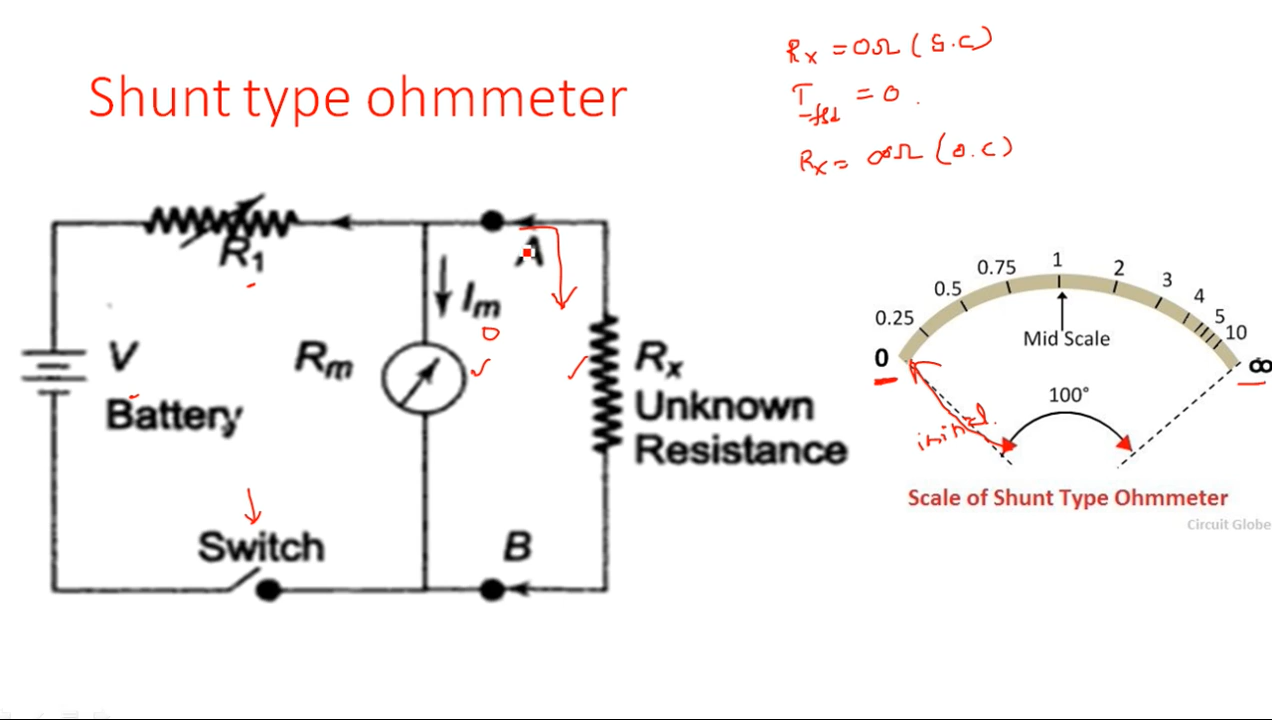 Shunt type ohmmeter
Rx = 0Ω (S.C)
I-fsd = 0.
Rx = ∞Ω (O.C)
R1
A
Im
0
V
Battery
Rm
Rx
Unknown
Resistance
Switch
B
0 0.25 0.5 0.75 1 2 3 4 5 10 ∞
Mid Scale
100°
initial.
Scale of Shunt Type Ohmmeter
Circuit Globe